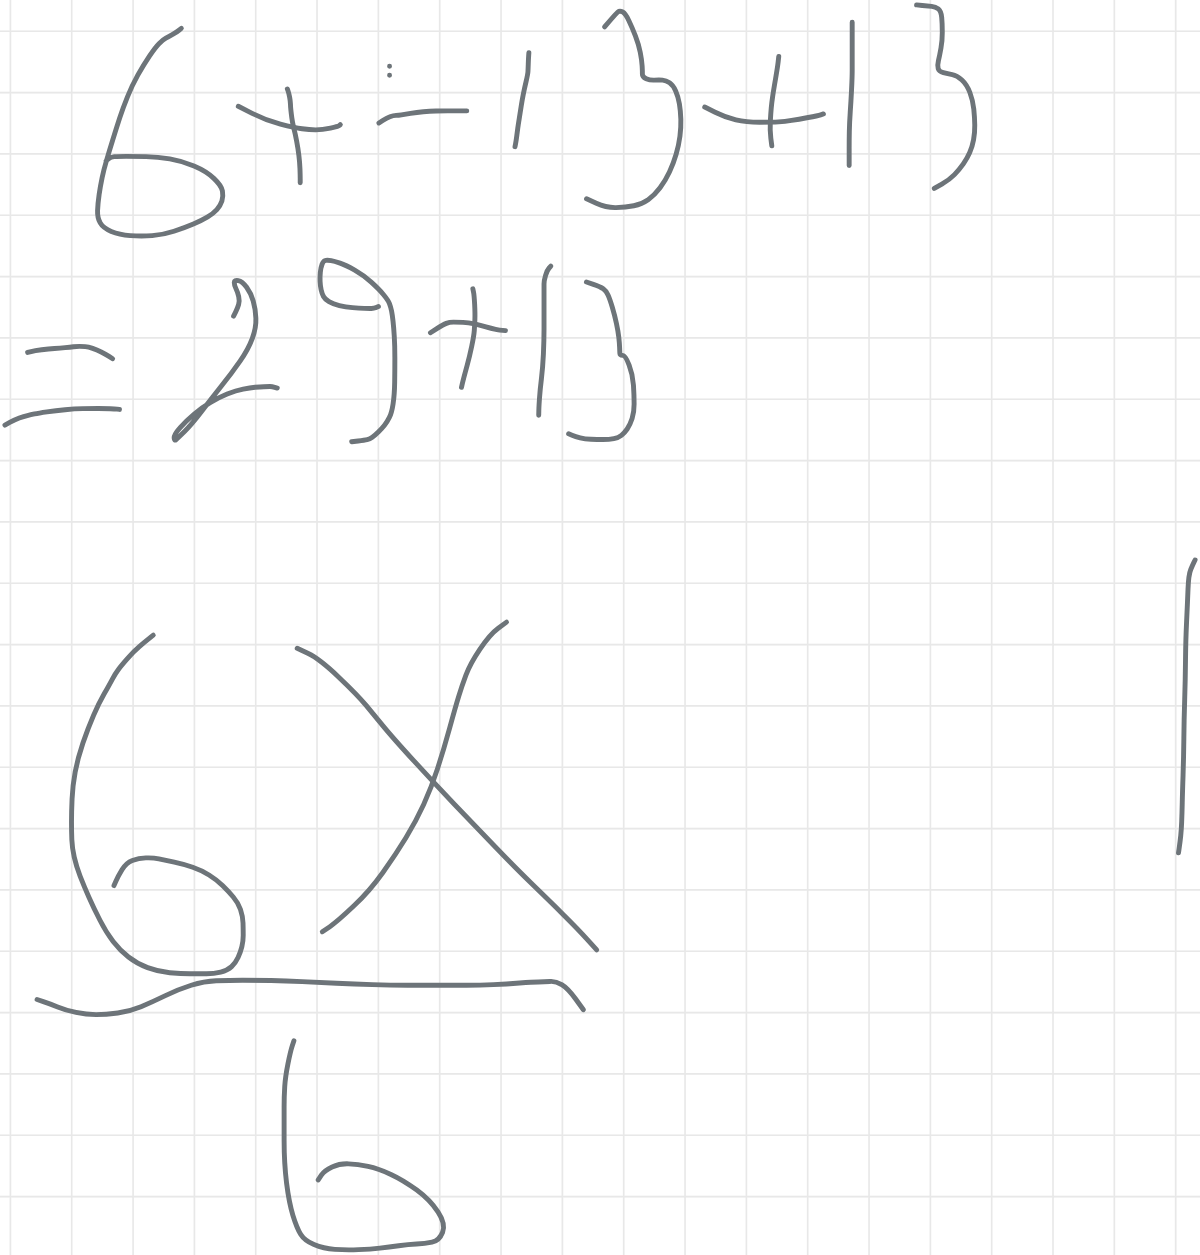 6 + - 13 + 13
= 29 + 13
6x
6